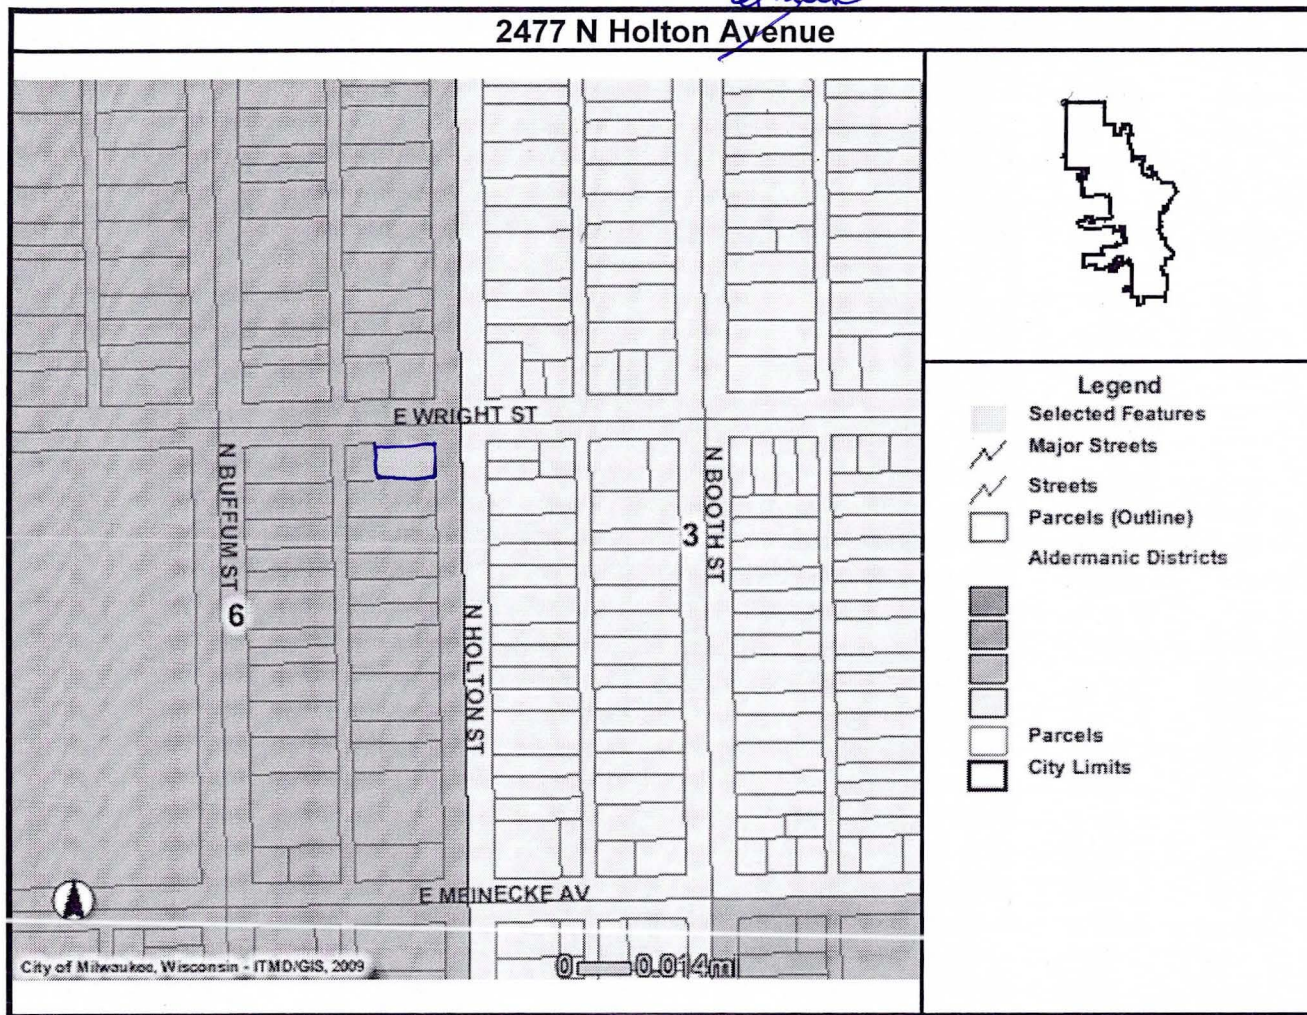 2477 N Holton Avenue
E WRIGHT ST
N BUFFUM ST
N BOOTH ST
3
6
N HOLTON ST
E MEINECKE AV
City of Milwaukee, Wisconsin - ITMD/GIS, 2009
0 0.014mi
Legend
Selected Features
Major Streets
Streets
Parcels (Outline)
Aldermanic Districts
Parcels
City Limits